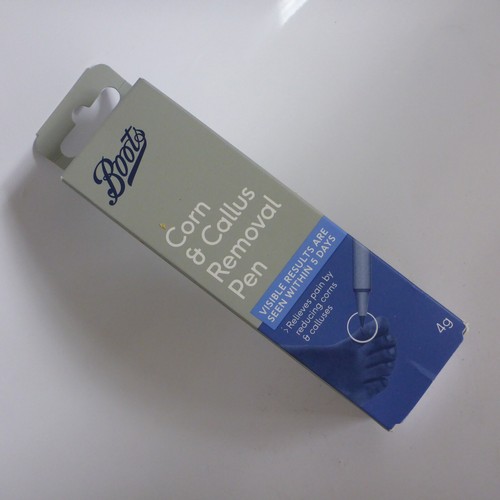 Boots
Corn
& Callus
Removal
Pen
VISIBLE RESULTS ARE
SEEN WITHIN 5 DAYS
› Relieves pain by
reducing corns
& calluses
4g